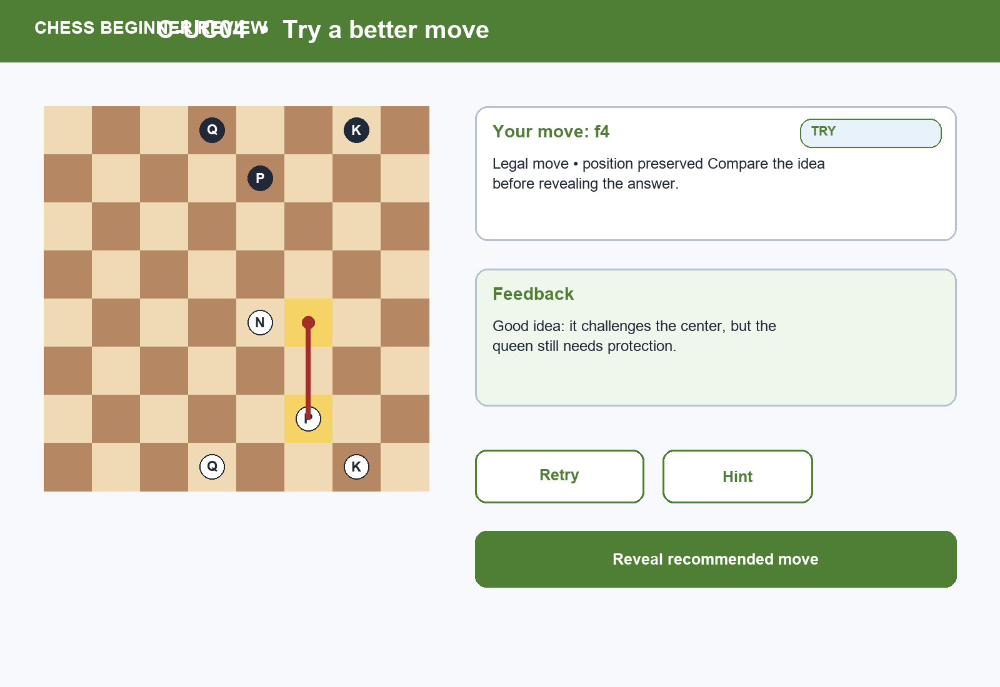 CHESS BEGINNER REVIEW
C-UC04 • Try a better move
Q K
P
N
P
Q K
Your move: f4
TRY
Legal move • position preserved Compare the idea
before revealing the answer.
Feedback
Good idea: it challenges the center, but the
queen still needs protection.
Retry
Hint
Reveal recommended move